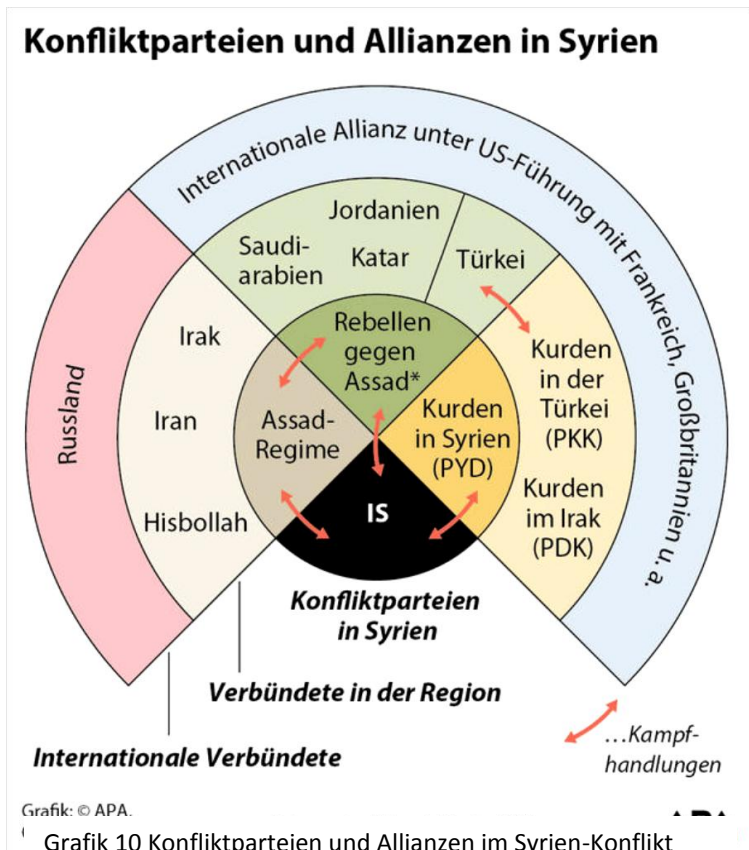 Konfliktparteien und Allianzen in Syrien
Internationale Allianz unter US-Führung mit Frankreich, Großbritannien u. a.
Jordanien
Saudi-
arabien
Katar
Türkei
Rebellen
gegen
Assad*
Irak
Iran
Hisbollah
Russland
Assad-
Regime
Kurden
in Syrien
(PYD)
Kurden
in der
Türkei
(PKK)
Kurden
im Irak
(PDK)
IS
Konfliktparteien
in Syrien
Verbündete in der Region
Internationale Verbündete
...Kampf-
handlungen
Grafik: © APA,
Grafik 10 Konfliktparteien und Allianzen im Syrien-Konflikt